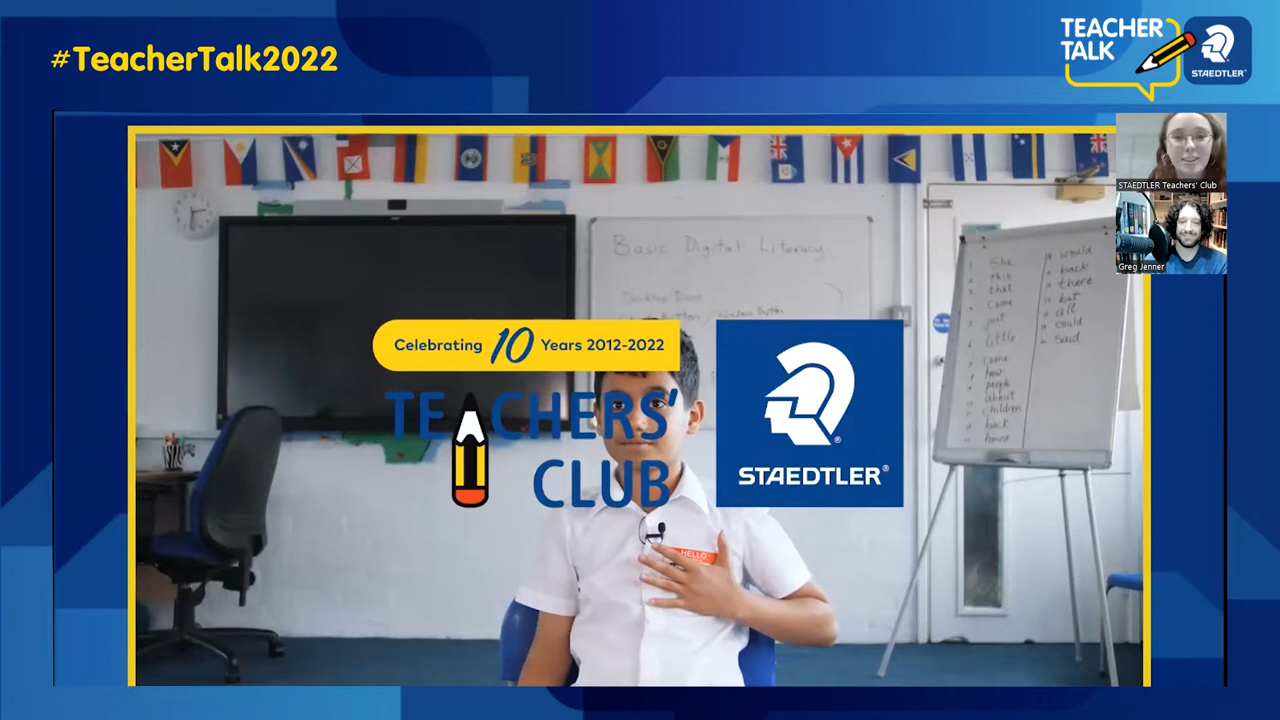 #TeacherTalk2022
TEACHER
TALK
STAEDTLER®
STAEDTLER Teachers' Club
Greg Jenner
Basic Digital Literacy
Celebrating 10 Years 2012-2022
TEACHERS'
CLUB
STAEDTLER®
HELLO
she
this
that
come
just
little
came
how
people
about
children
back
house
would
back
there
but
all
could
said